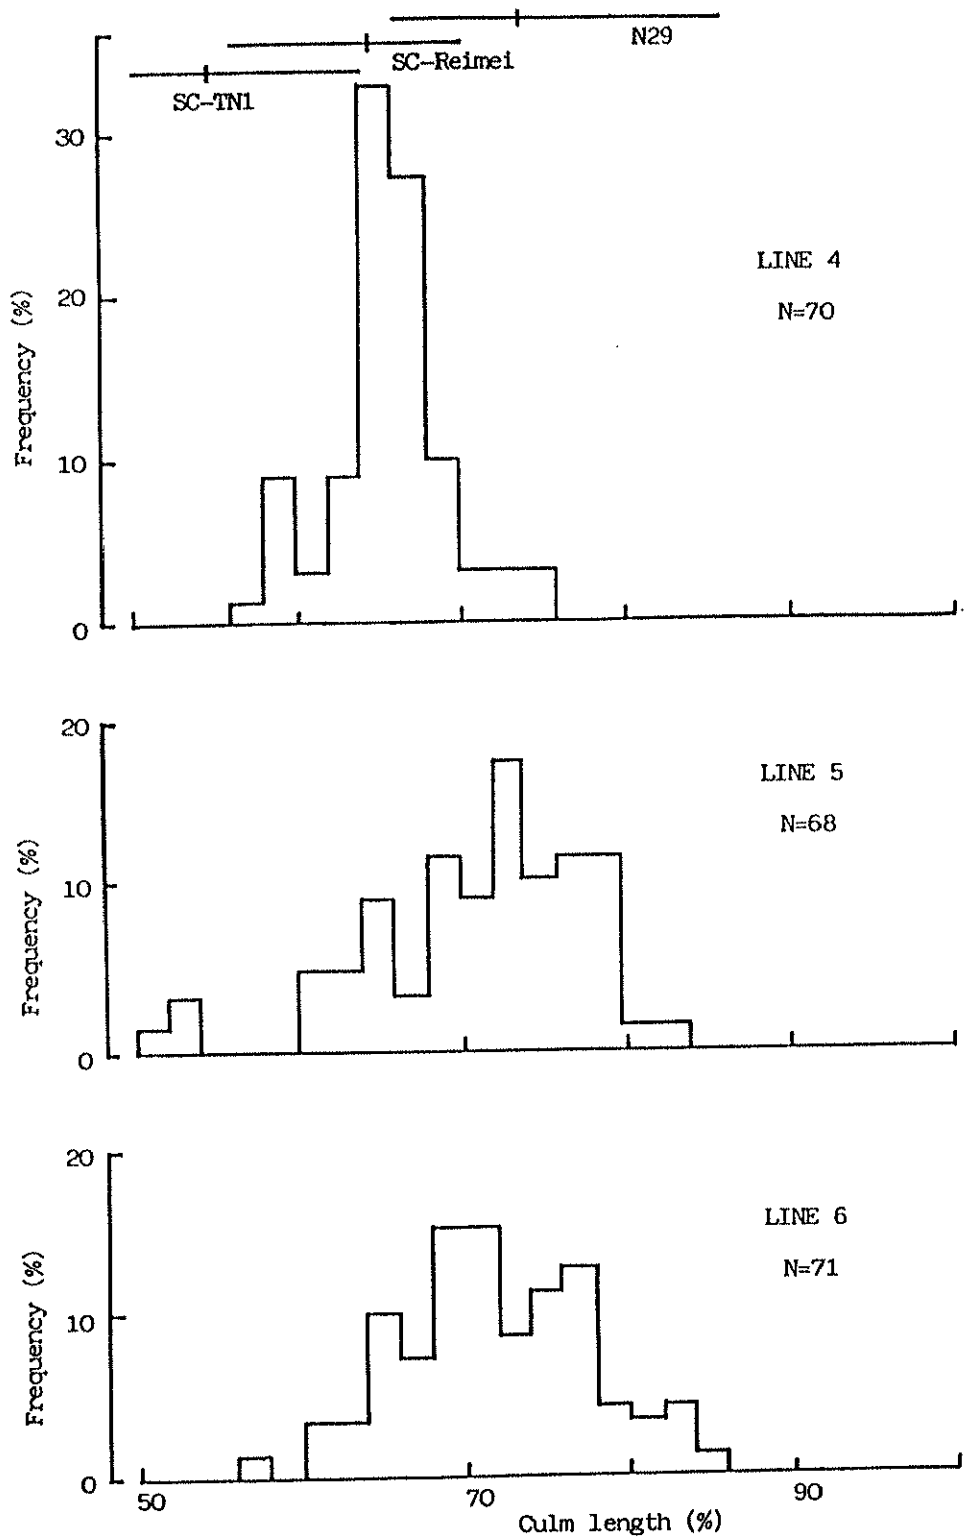 N29
SC-Reimei
SC-TN1
30
20
10
0
Frequency (%)
LINE 4
N=70
20
10
0
Frequency (%)
LINE 5
N=68
20
10
0
Frequency (%)
LINE 6
N=71
50
70
90
Culm length (%)